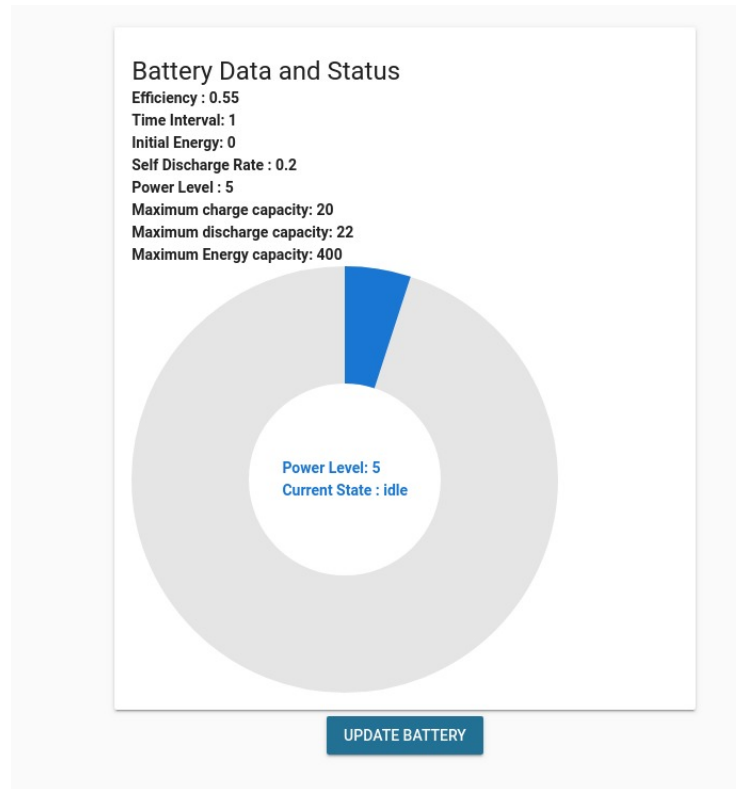 Battery Data and Status
Efficiency : 0.55
Time Interval: 1
Initial Energy: 0
Self Discharge Rate : 0.2
Power Level : 5
Maximum charge capacity: 20
Maximum discharge capacity: 22
Maximum Energy capacity: 400
Power Level: 5
Current State : idle
UPDATE BATTERY